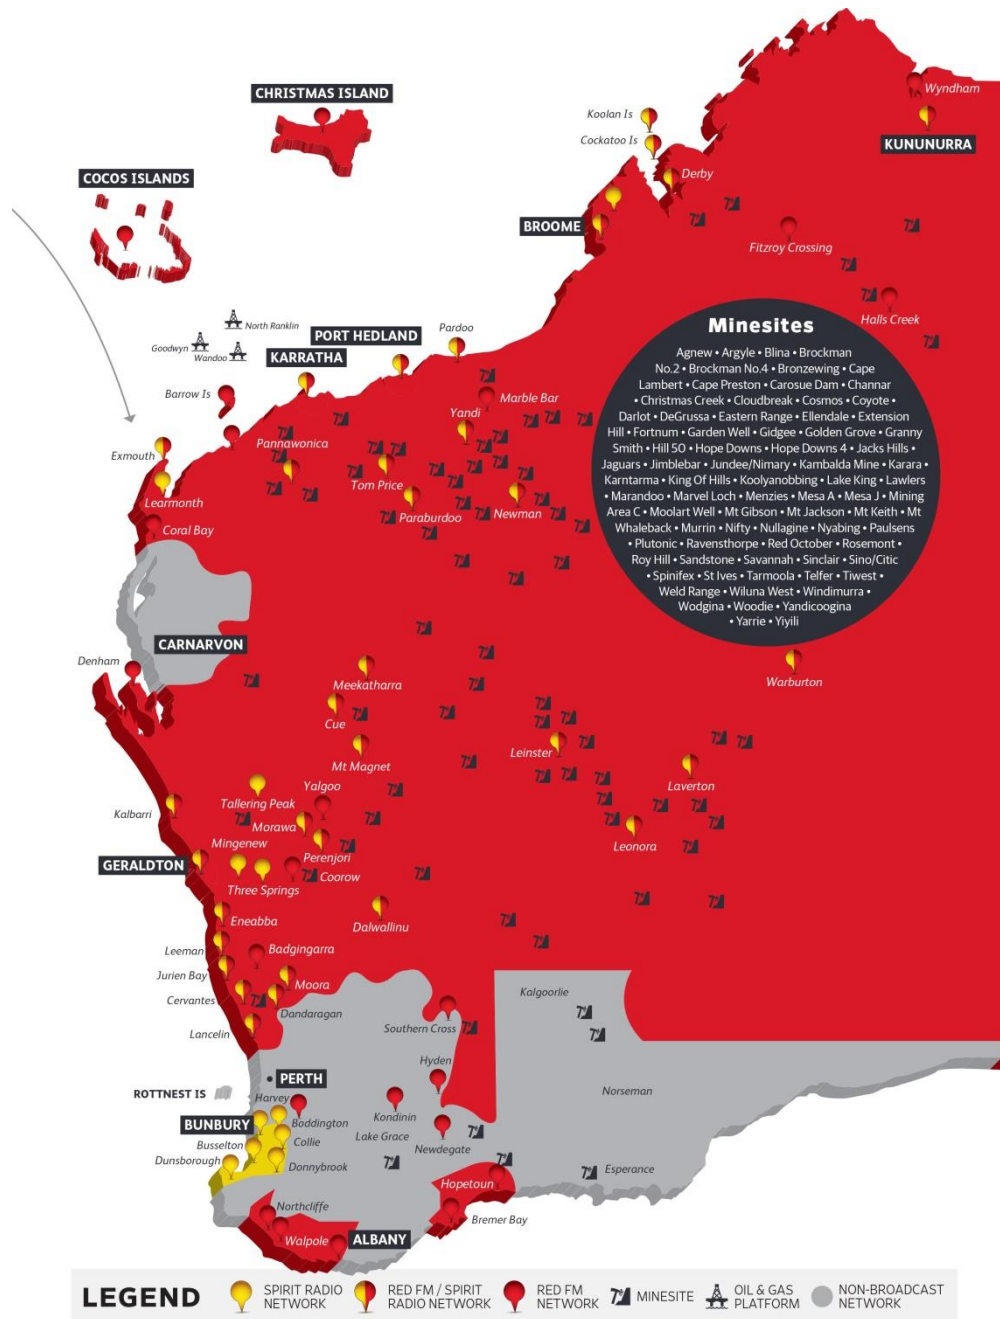 CHRISTMAS ISLAND
Wyndham
Koolan Is
Cockatoo Is
KUNUNURRA
Derby
COCOS ISLANDS
BROOME
Fitzroy Crossing
Halls Creek
North Ranklin
Goodwyn
Wandoo
PORT HEDLAND
Pardoo
KARRATHA
Barrow Is
Marble Bar
Yandi
Pannawonica
Exmouth
Tom Price
Learmonth
Paraburdoo
Newman
Coral Bay
Minesites
Agnew • Argyle • Blina • Brockman
No.2 • Brockman No.4 • Bronzewing • Cape
Lambert • Cape Preston • Carosue Dam • Channar
• Christmas Creek • Cloudbreak • Cosmos • Coyote •
Darlot • DeGrussa • Eastern Range • Ellendale • Extension
Hill • Fortnum • Garden Well • Gidgee • Golden Grove • Granny
Smith • Hill 50 • Hope Downs • Hope Downs 4 • Jacks Hills •
Jaguars • Jimblebar • Jundee/Nimary • Kambalda Mine • Karara •
Karntarma • King Of Hills • Koolyanobbing • Lake King • Lawlers
• Marandoo • Marvel Loch • Menzies • Mesa A • Mesa J • Mining
Area C • Moolart Well • Mt Gibson • Mt Jackson • Mt Keith • Mt
Whaleback • Murrin • Nifty • Nullagine • Nyabing • Paulsens
• Plutonic • Ravensthorpe • Red October • Rosemont •
Roy Hill • Sandstone • Savannah • Sinclair • Sino/Citic
• Spinifex • St Ives • Tarmoola • Telfer • Tiwest •
Weld Range • Wiluna West • Windimurra •
Wodgina • Woodie • Yandicoogina
• Yarrie • Yiyili
CARNARVON
Denham
Meekatharra
Warburton
Cue
Leinster
Mt Magnet
Laverton
Tallering Peak
Yalgoo
Kalbarri
Morawa
Mingenew
Leonora
Perenjori
GERALDTON
Coorow
Three Springs
Eneabba
Dalwallinu
Leeman
Badgingarra
Jurien Bay
Moora
Cervantes
Dandaragan
Kalgoorlie
Lancelin
Southern Cross
Hyden
PERTH
ROTTNEST IS
Harvey
Norseman
BUNBURY
Boddington
Kondinin
Collie
Lake Grace
Busselton
Newdegate
Dunsborough
Donnybrook
Esperance
Hopetoun
Northcliffe
Bremer Bay
Walpole
ALBANY
LEGEND
SPIRIT RADIO
NETWORK
RED FM / SPIRIT
RADIO NETWORK
RED FM
NETWORK
MINESITE
OIL & GAS
PLATFORM
NON-BROADCAST
NETWORK